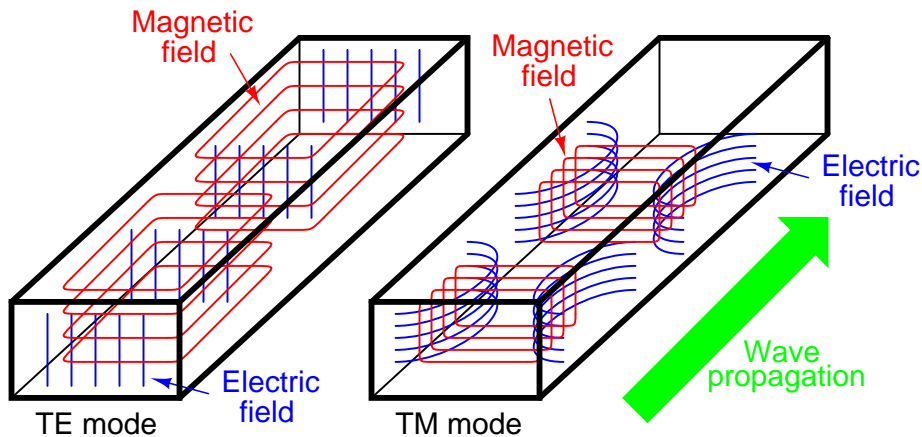 Magnetic
field
Magnetic
field
Electric
field
Electric
field
Wave
propagation
TE mode
TM mode